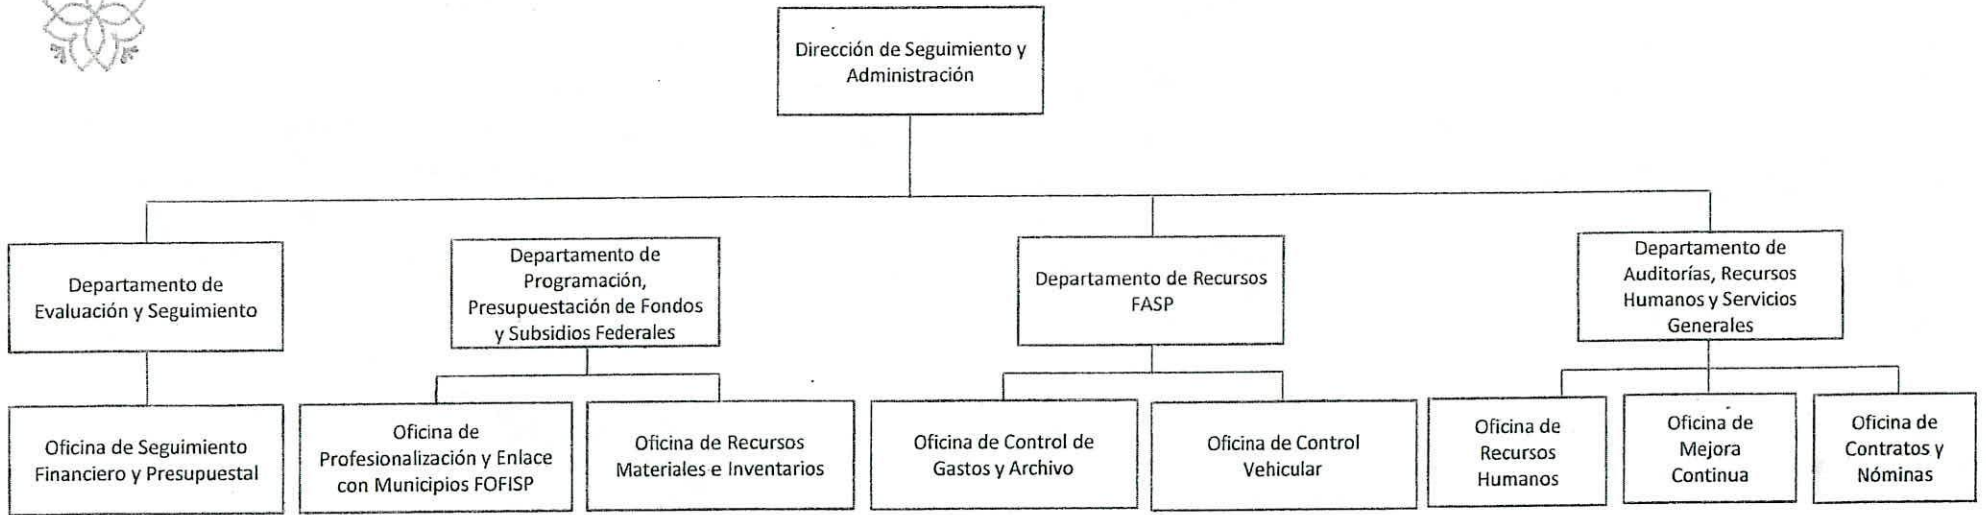 Dirección de Seguimiento y
Administración
Departamento de
Evaluación y Seguimiento
Departamento de
Programación,
Presupuestación de Fondos
y Subsidios Federales
Departamento de Recursos
FASP
Departamento de
Auditorías, Recursos
Humanos y Servicios
Generales
Oficina de Seguimiento
Financiero y Presupuestal
Oficina de
Profesionalización y Enlace
con Municipios FOFISP
Oficina de Recursos
Materiales e Inventarios
Oficina de Control de
Gastos y Archivo
Oficina de Control
Vehicular
Oficina de
Recursos
Humanos
Oficina de
Mejora
Continua
Oficina de
Contratos y
Nóminas